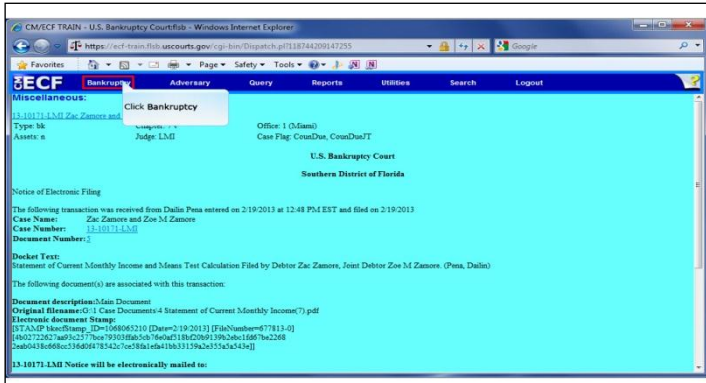 CM/ECF TRAIN - U.S. Bankruptcy Court:flsb - Windows Internet Explorer
https://ecf-train.flsb.uscourts.gov/cgi-bin/Dispatch.pl?118744209147255
Google
Favorites Page Safety Tools
ECF Bankruptcy Adversary Query Reports Utilities Search Logout
Miscellaneous:
Click Bankruptcy
13-10171-LMI Zac Zamore and
Type: bk Office: 1 (Miami)
Assets: n Judge: LMI Case Flag: CounDue, CounDueJT
U.S. Bankruptcy Court
Southern District of Florida
Notice of Electronic Filing
The following transaction was received from Dailin Pena entered on 2/19/2013 at 12:48 PM EST and filed on 2/19/2013
Case Name: Zac Zamore and Zoe M Zamore
Case Number: 13-10171-LMI
Document Number:
Docket Text:
Statement of Current Monthly Income and Means Test Calculation Filed by Debtor Zac Zamore, Joint Debtor Zoe M Zamore. (Pena, Dailin)
The following document(s) are associated with this transaction:
Document description:Main Document
Original filename:G:\1 Case Documents\4 Statement of Current Monthly Income(7).pdf
Electronic document Stamp:
[STAMP bkecfStamp_ID=1068065210 [Date=2/19/2013] [FileNumber=677813-0]
13-10171-LMI Notice will be electronically mailed to: